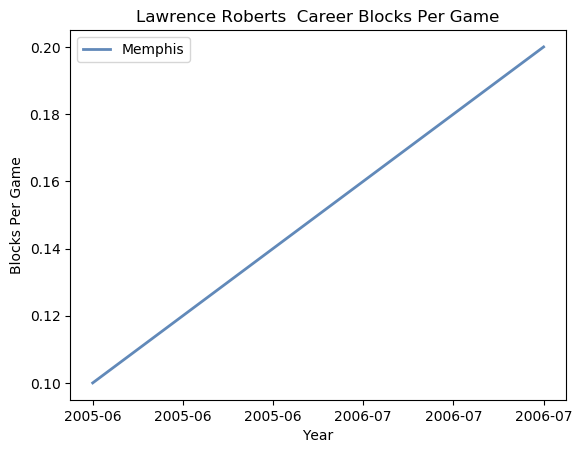 Lawrence Roberts  Career Blocks Per Game
Memphis
0.20
0.18
0.16
0.14
0.12
0.10
Blocks Per Game
2005-06 2005-06 2005-06 2006-07 2006-07 2006-07
Year